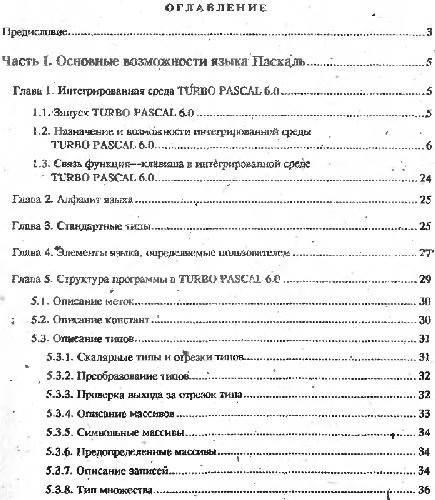 ОГЛАВЛЕНИЕ
Предисловие 3
Часть I. Основные возможности языка Паскаль 5
Глава 1. Интегрированная среда TURBO PASCAL 6.0 5
1.1. Запуск TURBO PASCAL 6.0 5
1.2. Назначение и возможности интегрированной среды
TURBO PASCAL 6.0 6
1.3. Связь функция—клавиша в интегрированной среде
TURBO PASCAL 6.0 24
Глава 2. Алфавит языка 25
Глава 3. Стандартные типы 25
Глава 4. Элементы языка, определяемые пользователем 27
Глава 5. Структура программы в TURBO PASCAL 6.0 29
5.1. Описание меток 30
5.2. Описание констант 30
5.3. Описание типов 31
5.3.1. Скалярные типы и отрезки типов 31
5.3.2. Преобразование типов 32
5.3.3. Проверка выхода за отрезок типа 32
5.3.4. Описание массивов 33
5.3.5. Символьные массивы 34
5.3.6. Предопределенные массивы 34
5.3.7. Описание записей 34
5.3.8. Тип множества 36